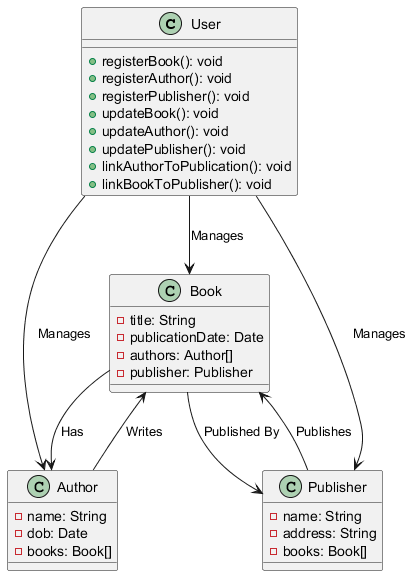 C User
registerBook(): void
registerAuthor(): void
registerPublisher(): void
updateBook(): void
updateAuthor(): void
updatePublisher(): void
linkAuthorToPublication(): void
linkBookToPublisher(): void
Manages
C Book
title: String
publicationDate: Date
authors: Author[]
publisher: Publisher
Manages
Manages
Has
Writes
Published By
Publishes
C Author
name: String
dob: Date
books: Book[]
C Publisher
name: String
address: String
books: Book[]